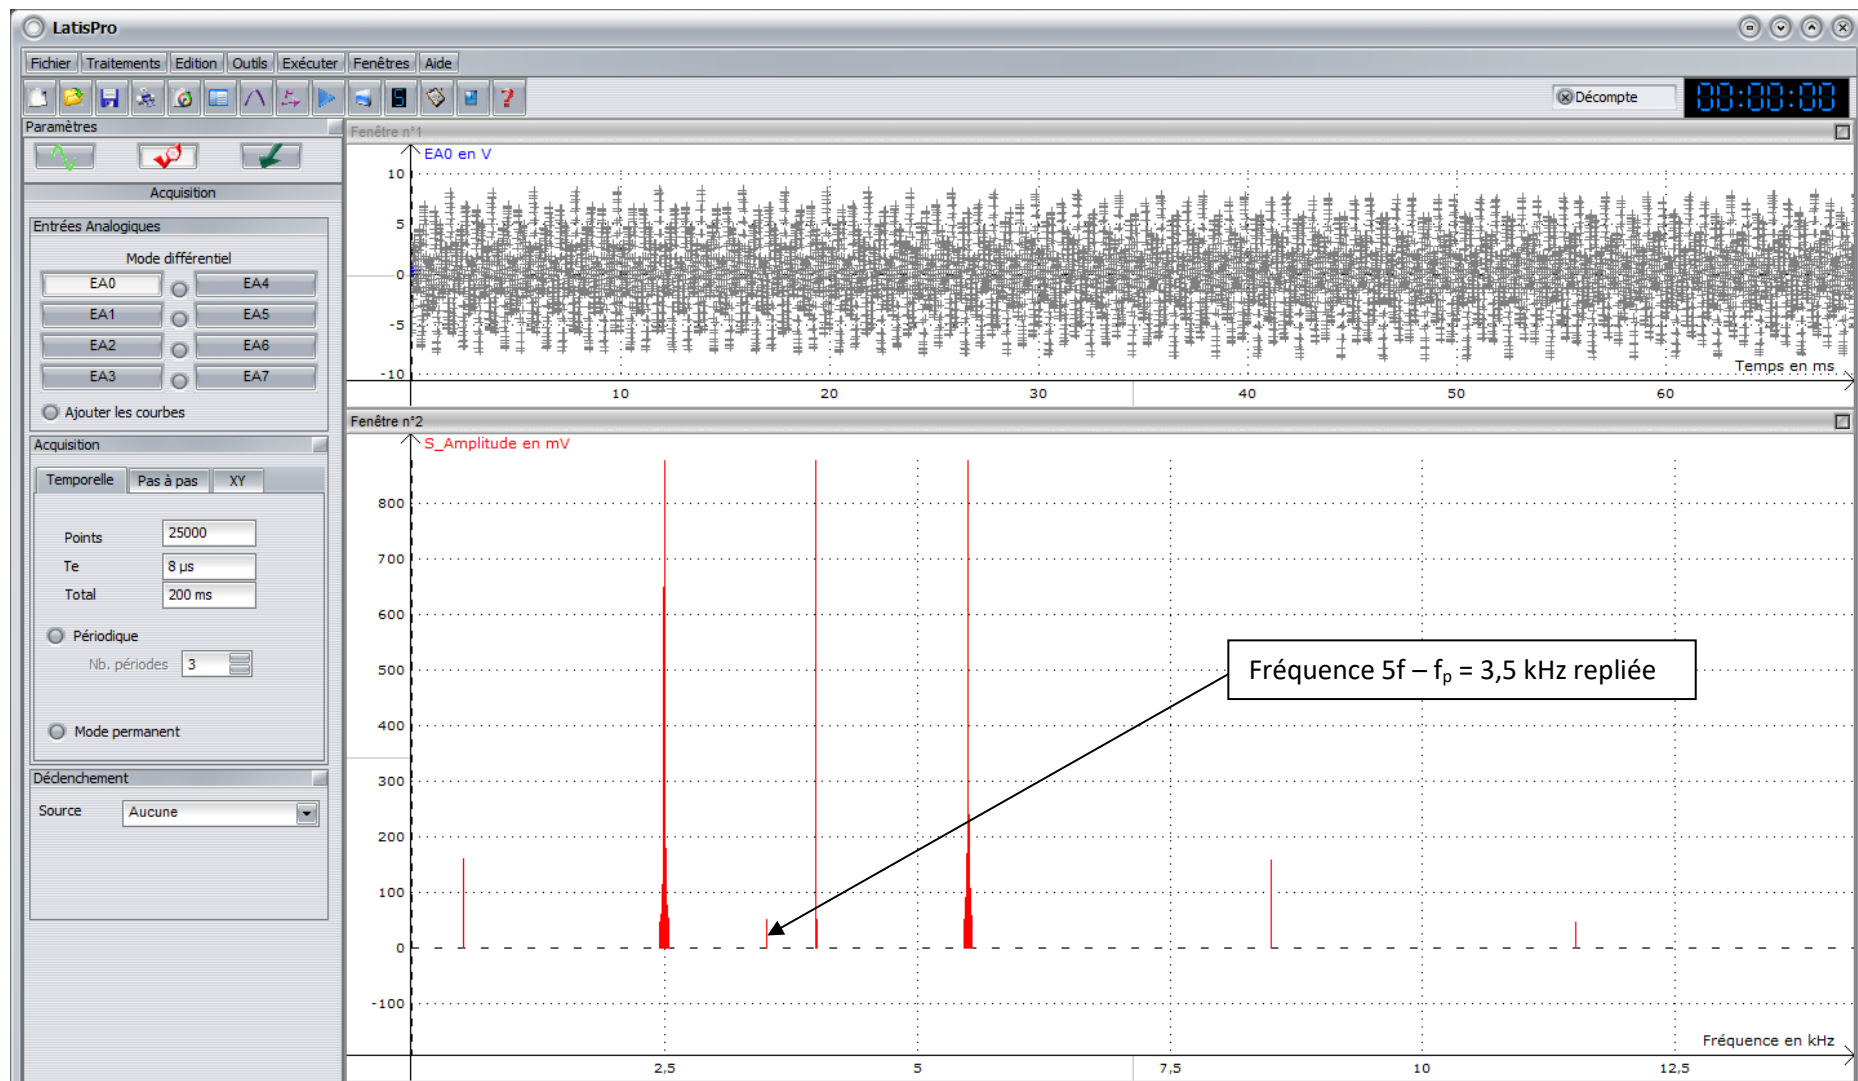 LatisPro
Fichier Traitements Edition Outils Exécuter Fenêtres Aide
Décompte 00:00:00
Paramètres
Acquisition
Entrées Analogiques
Mode différentiel
EA0 EA4
EA1 EA5
EA2 EA6
EA3 EA7
Ajouter les courbes
Acquisition
Temporelle Pas à pas XY
Points 25000
Te 8 µs
Total 200 ms
Périodique
Nb. périodes 3
Mode permanent
Déclenchement
Source Aucune
Fenêtre n°1
EA0 en V
10
5
0
-5
-10
Temps en ms
10 20 30 40 50 60
Fenêtre n°2
S_Amplitude en mV
800
700
600
500
400
300
200
100
0
-100
Fréquence 5f – fₚ = 3,5 kHz repliée
Fréquence en kHz
2,5 5 7,5 10 12,5